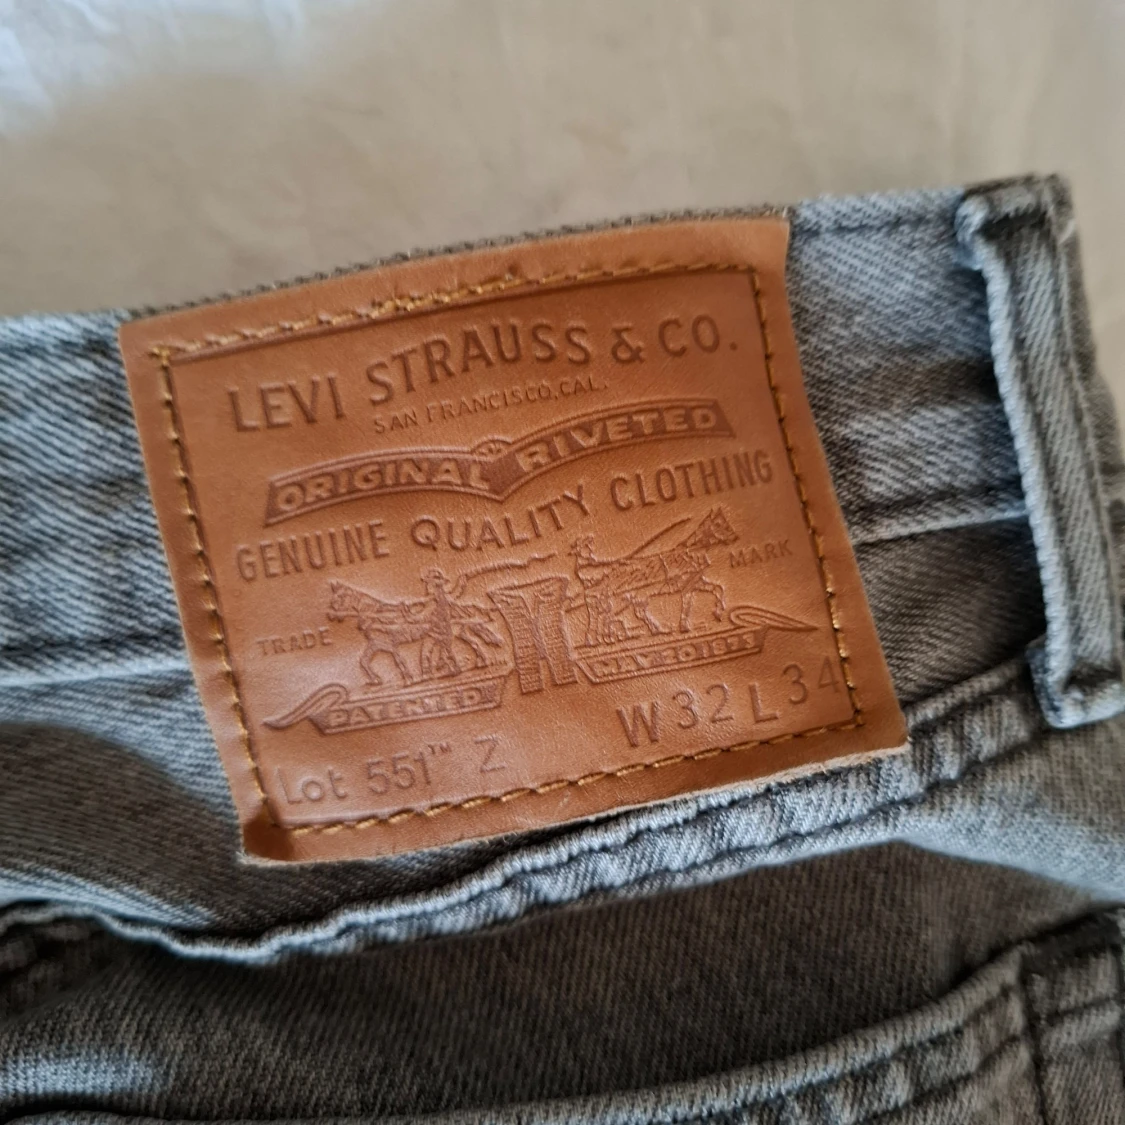 LEVI STRAUSS & CO.
SAN FRANCISCO, CAL.
ORIGINAL RIVETED
GENUINE QUALITY CLOTHING
TRADE MARK
PATENTED MAY 20 1873
Lot 551™ Z W 32 L 34